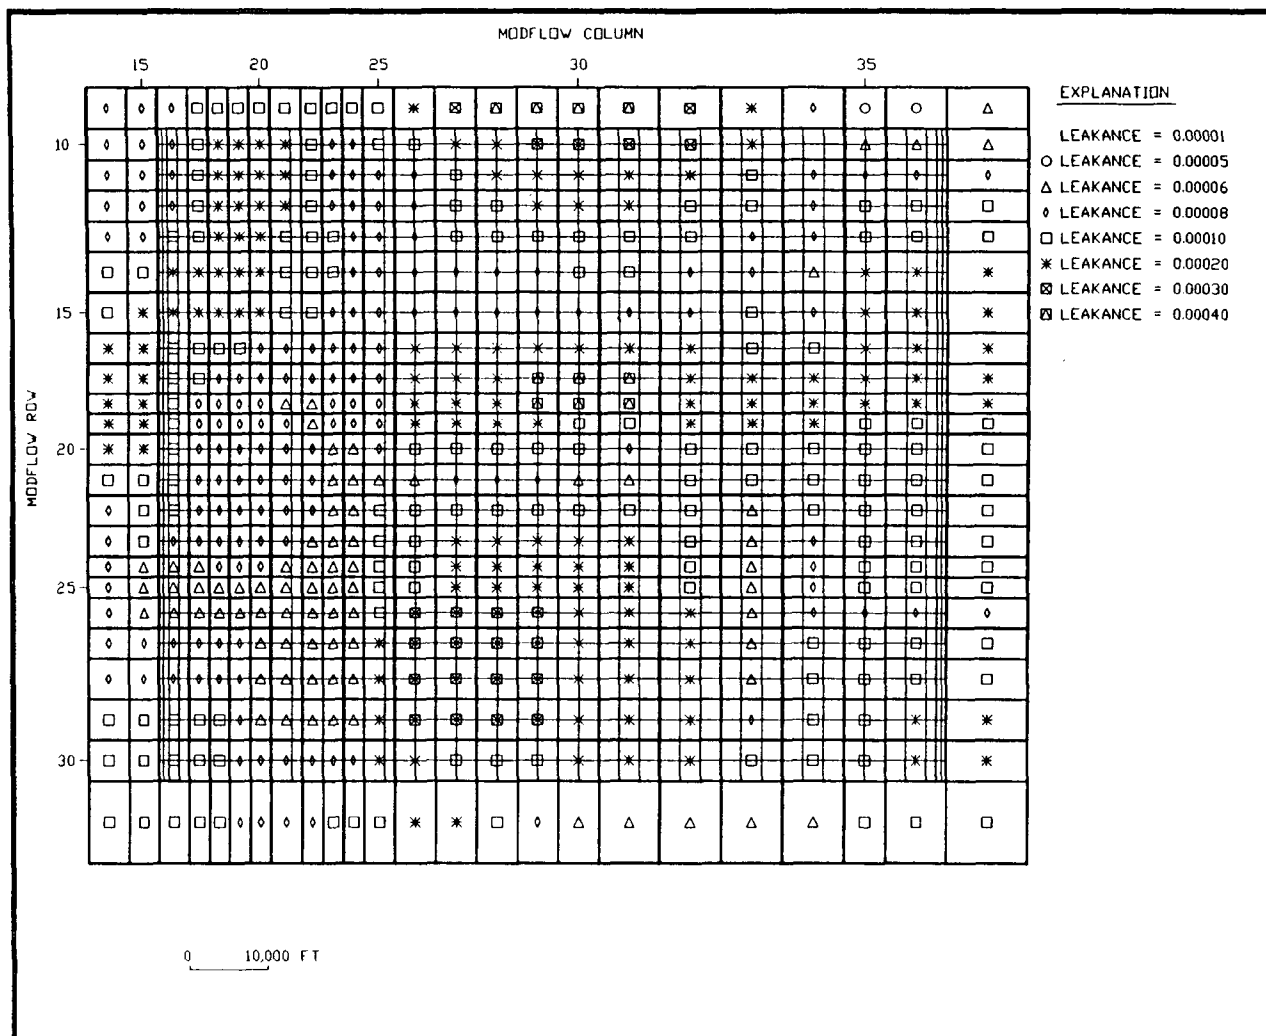 MODFLOW COLUMN
15 20 25 30 35
EXPLANATION
LEAKANCE = 0.00001
LEAKANCE = 0.00005
LEAKANCE = 0.00006
LEAKANCE = 0.00008
LEAKANCE = 0.00010
LEAKANCE = 0.00020
LEAKANCE = 0.00030
LEAKANCE = 0.00040
MODFLOW ROW
10
15
20
25
30
0 10,000 FT